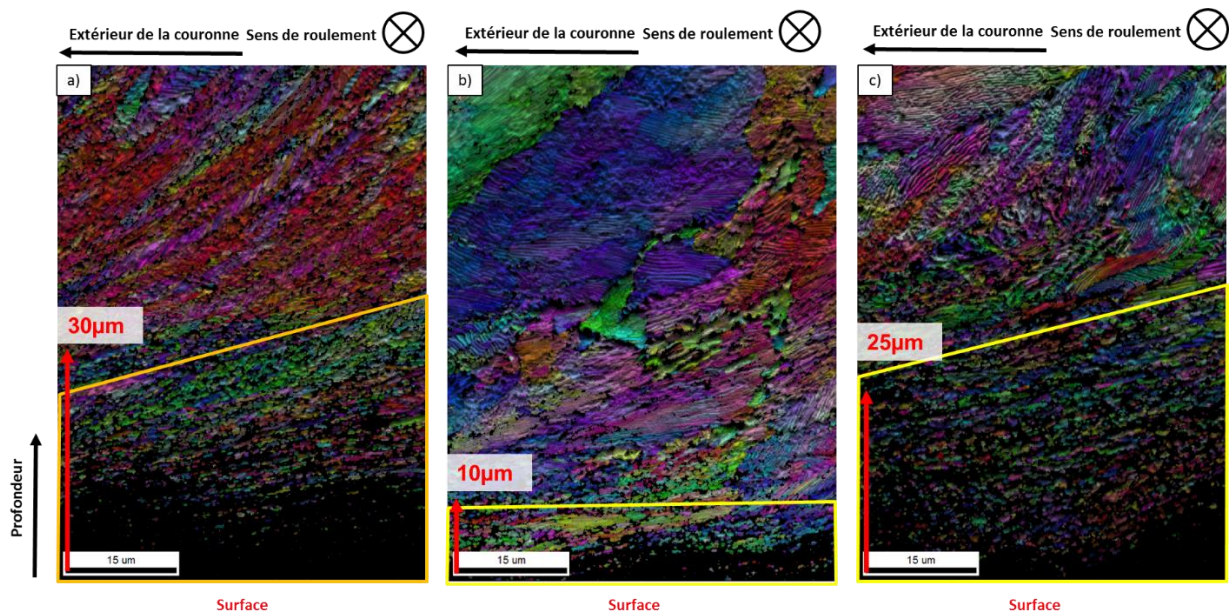 Extérieur de la couronne Sens de roulement
Extérieur de la couronne Sens de roulement
Extérieur de la couronne Sens de roulement
a)
b)
c)
30µm
10µm
25µm
Profondeur
15 um
15 um
15 um
Surface
Surface
Surface